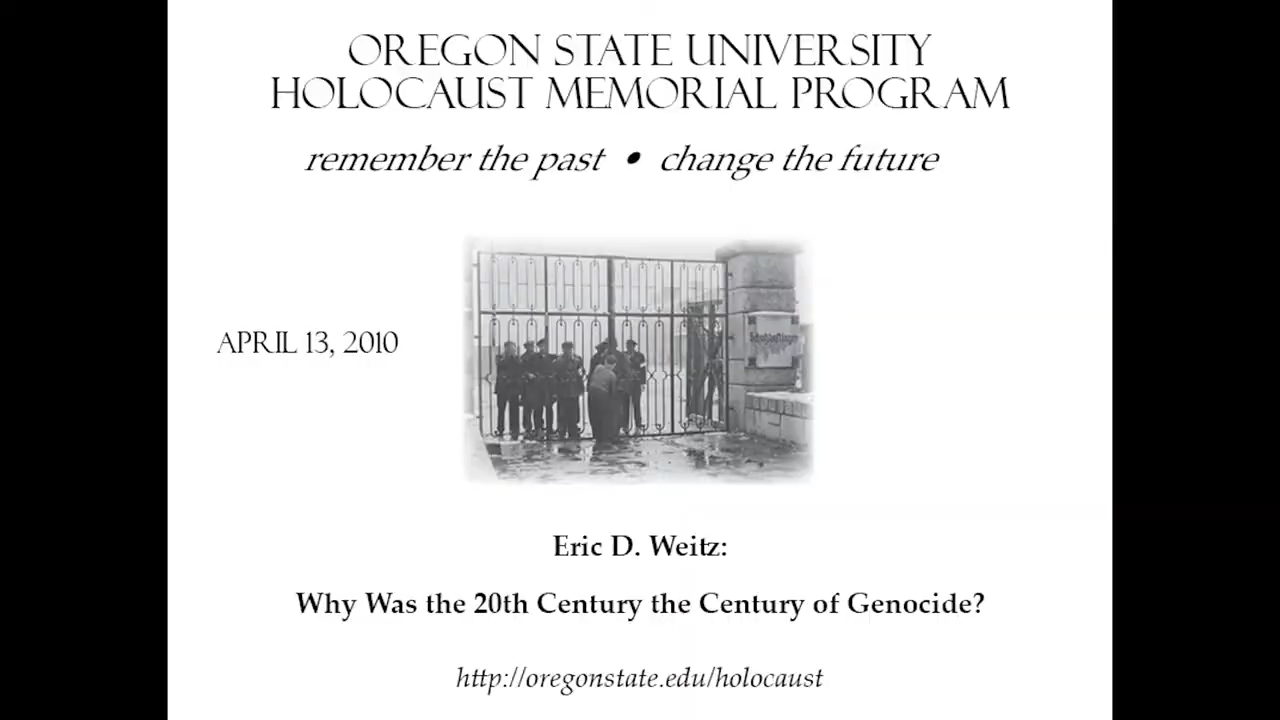 OREGON STATE UNIVERSITY
HOLOCAUST MEMORIAL PROGRAM
remember the past • change the future
APRIL 13, 2010
Eric D. Weitz:
Why Was the 20th Century the Century of Genocide?
http://oregonstate.edu/holocaust